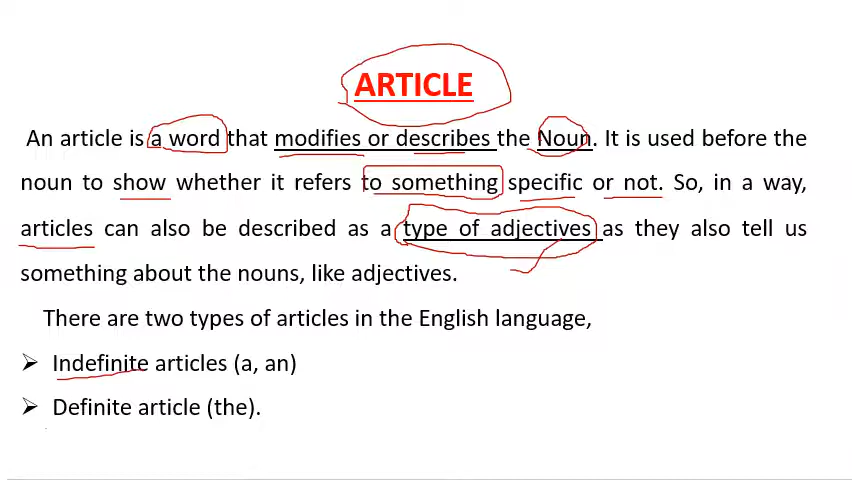 ARTICLE
An article is a word that modifies or describes the Noun. It is used before the
noun to show whether it refers to something specific or not. So, in a way,
articles can also be described as a type of adjectives as they also tell us
something about the nouns, like adjectives.
There are two types of articles in the English language,
➢ Indefinite articles (a, an)
➢ Definite article (the).